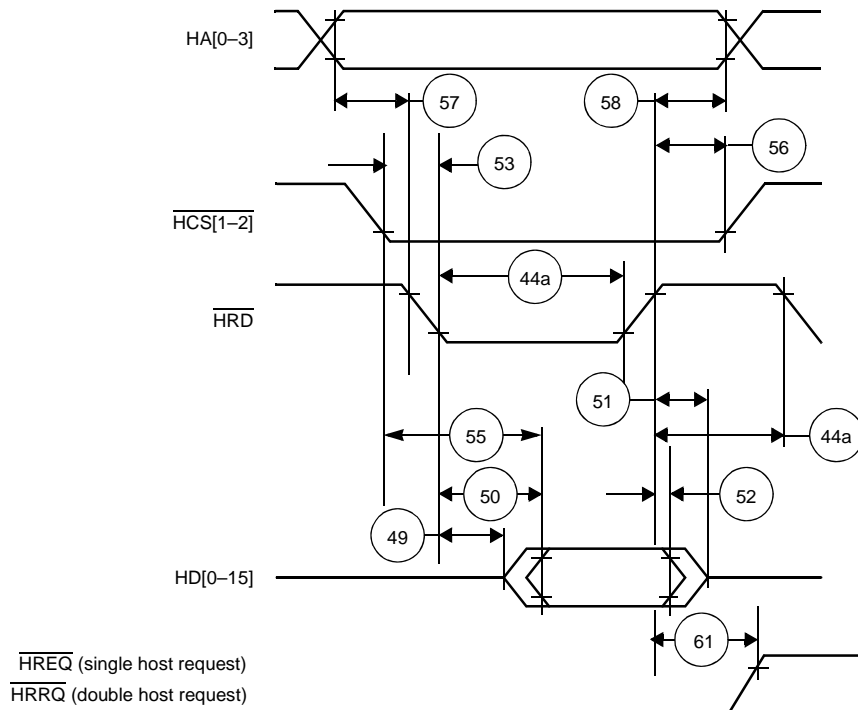 HA[0–3]
57
58
53
56
HCS[1–2]
44a
HRD
51
55
44a
50
52
49
HD[0–15]
61
HREQ (single host request)
HRRQ (double host request)